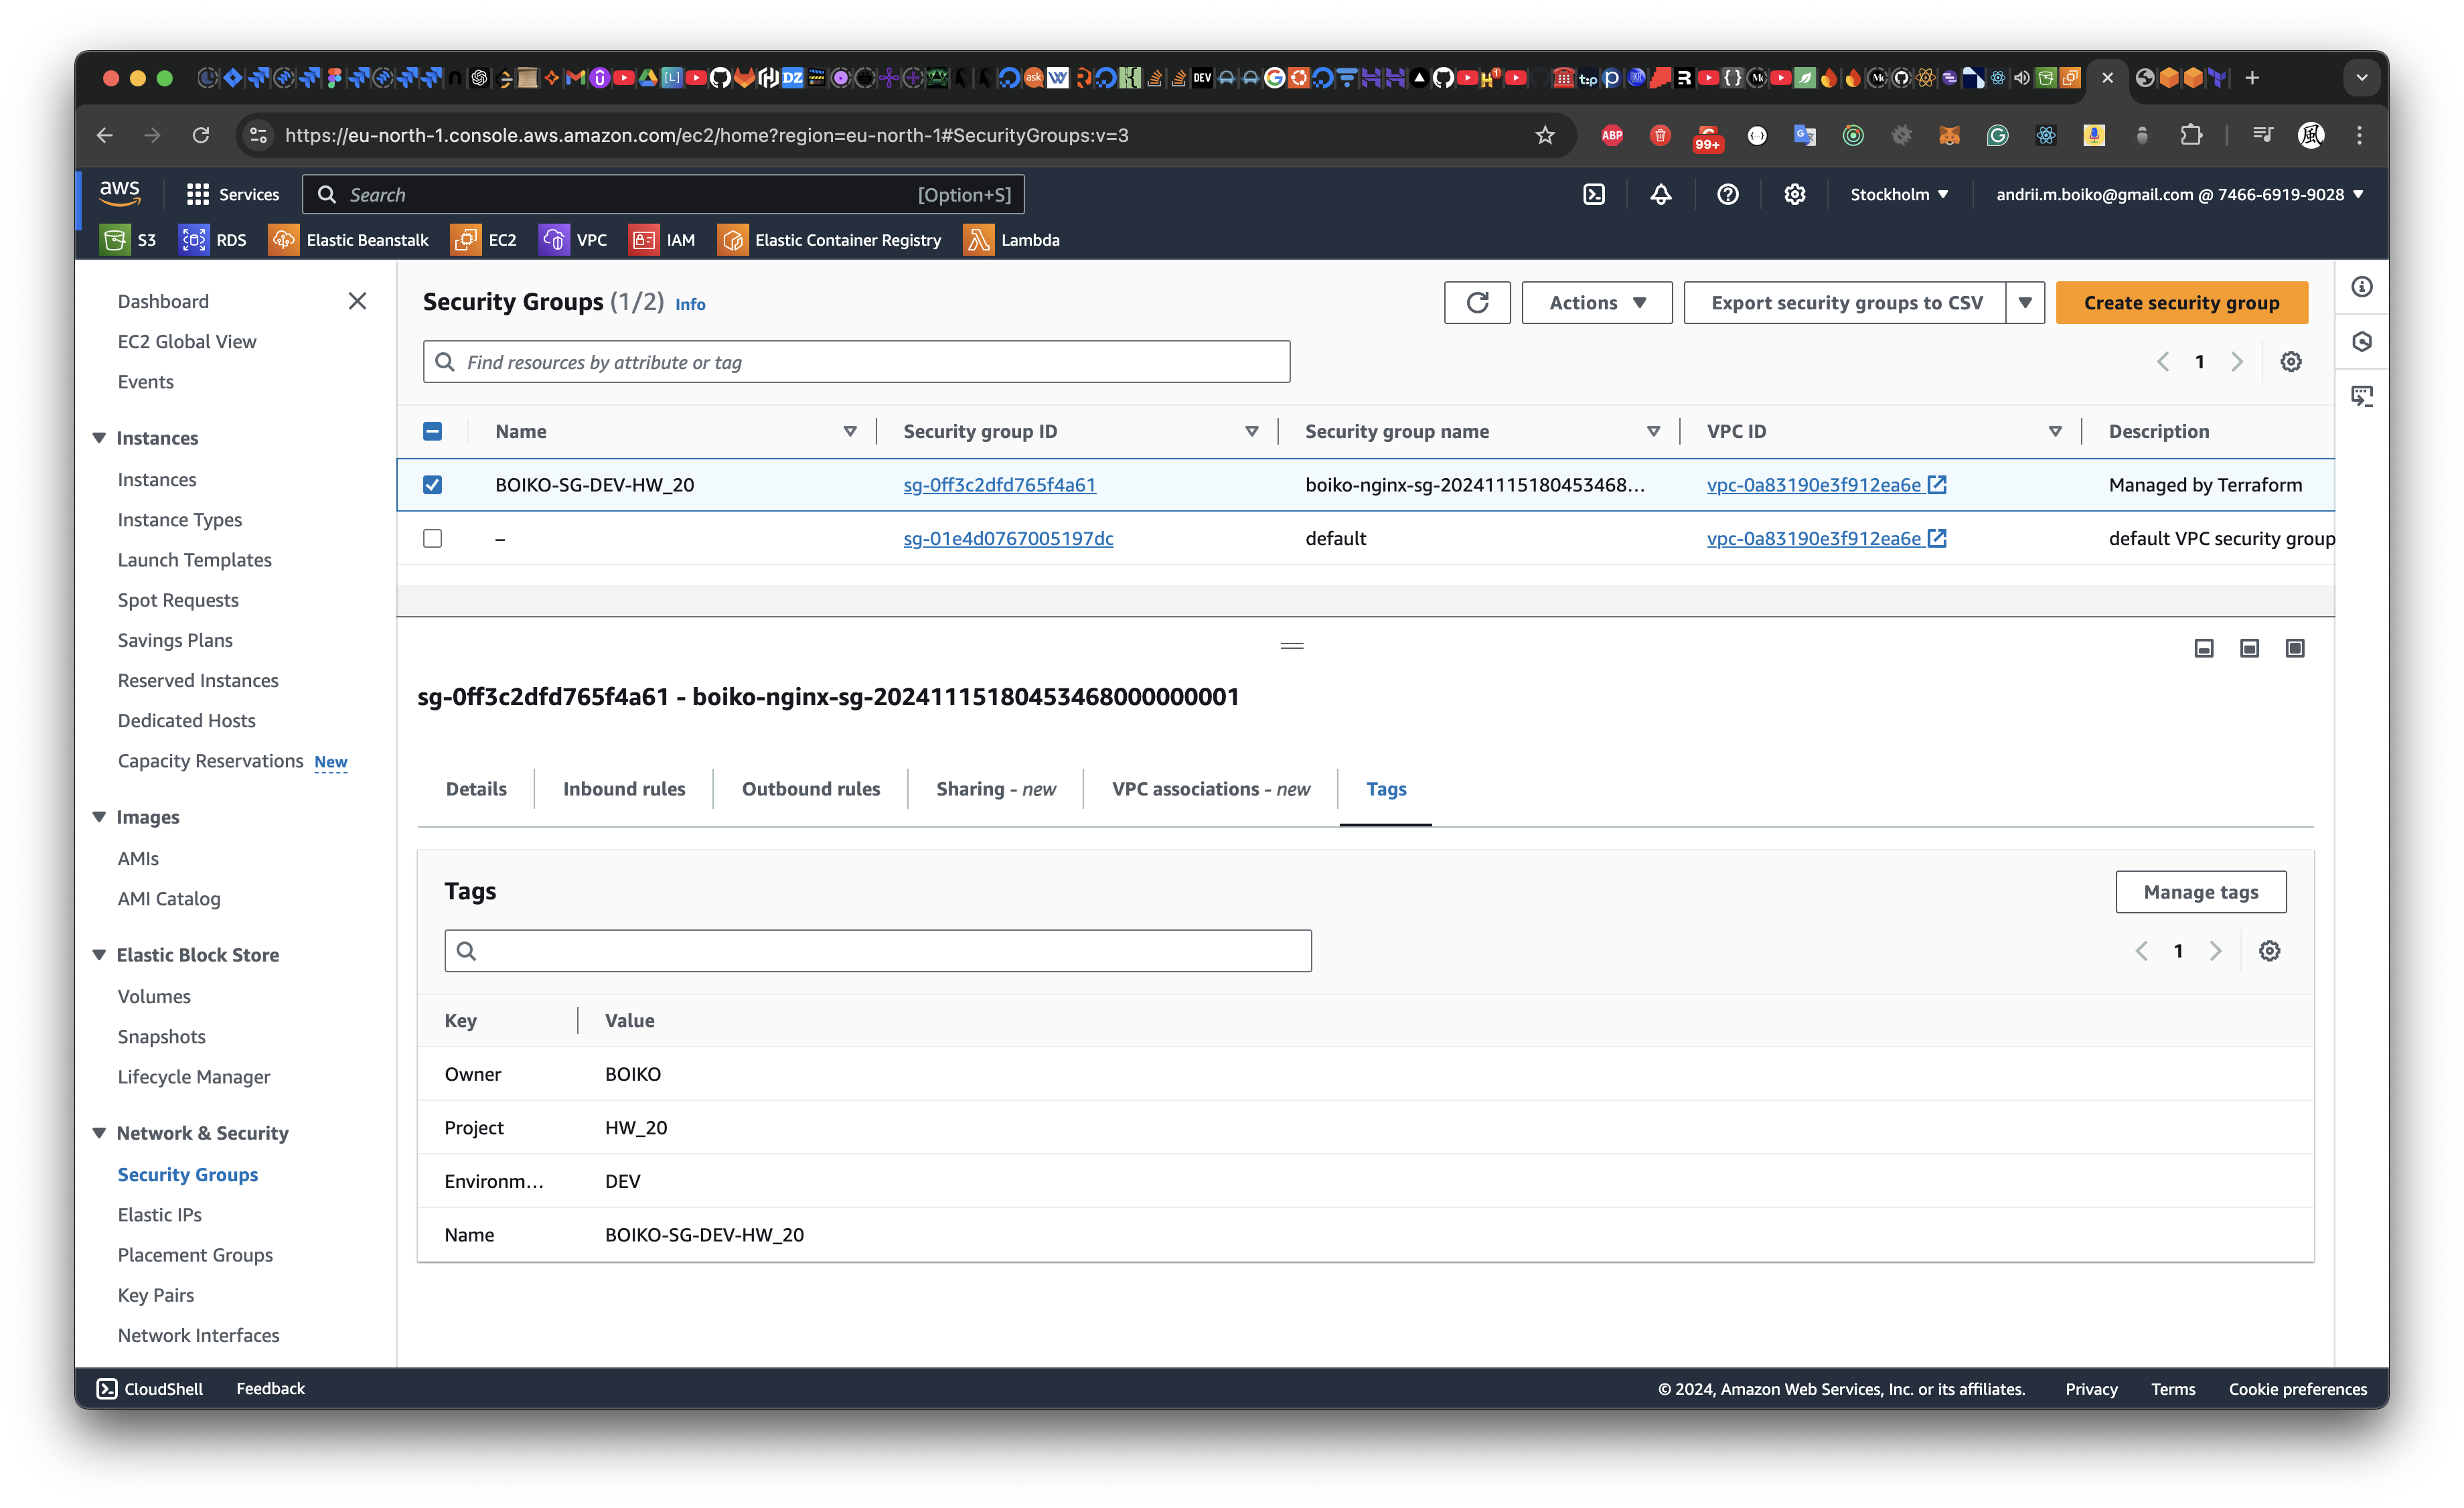 https://eu-north-1.console.aws.amazon.com/ec2/home?region=eu-north-1#SecurityGroups:v=3
ABP
99+
aws
Services
Search
[Option+S]
Stockholm
andrii.m.boiko@gmail.com @ 7466-6919-9028
S3
RDS
Elastic Beanstalk
EC2
VPC
IAM
Elastic Container Registry
Lambda
Dashboard
EC2 Global View
Events
Instances
Instances
Instance Types
Launch Templates
Spot Requests
Savings Plans
Reserved Instances
Dedicated Hosts
Capacity Reservations New
Images
AMIs
AMI Catalog
Elastic Block Store
Volumes
Snapshots
Lifecycle Manager
Network & Security
Security Groups
Elastic IPs
Placement Groups
Key Pairs
Network Interfaces
Security Groups (1/2) Info
Actions
Export security groups to CSV
Create security group
Find resources by attribute or tag
1
Name Security group ID Security group name VPC ID Description
BOIKO-SG-DEV-HW_20 sg-0ff3c2dfd765f4a61 boiko-nginx-sg-20241115180453468... vpc-0a83190e3f912ea6e Managed by Terraform
– sg-01e4d0767005197dc default vpc-0a83190e3f912ea6e default VPC security group
sg-0ff3c2dfd765f4a61 - boiko-nginx-sg-20241115180453468000000001
Details
Inbound rules
Outbound rules
Sharing - new
VPC associations - new
Tags
Tags
Manage tags
1
Key Value
Owner BOIKO
Project HW_20
Environm... DEV
Name BOIKO-SG-DEV-HW_20
CloudShell
Feedback
© 2024, Amazon Web Services, Inc. or its affiliates.
Privacy
Terms
Cookie preferences